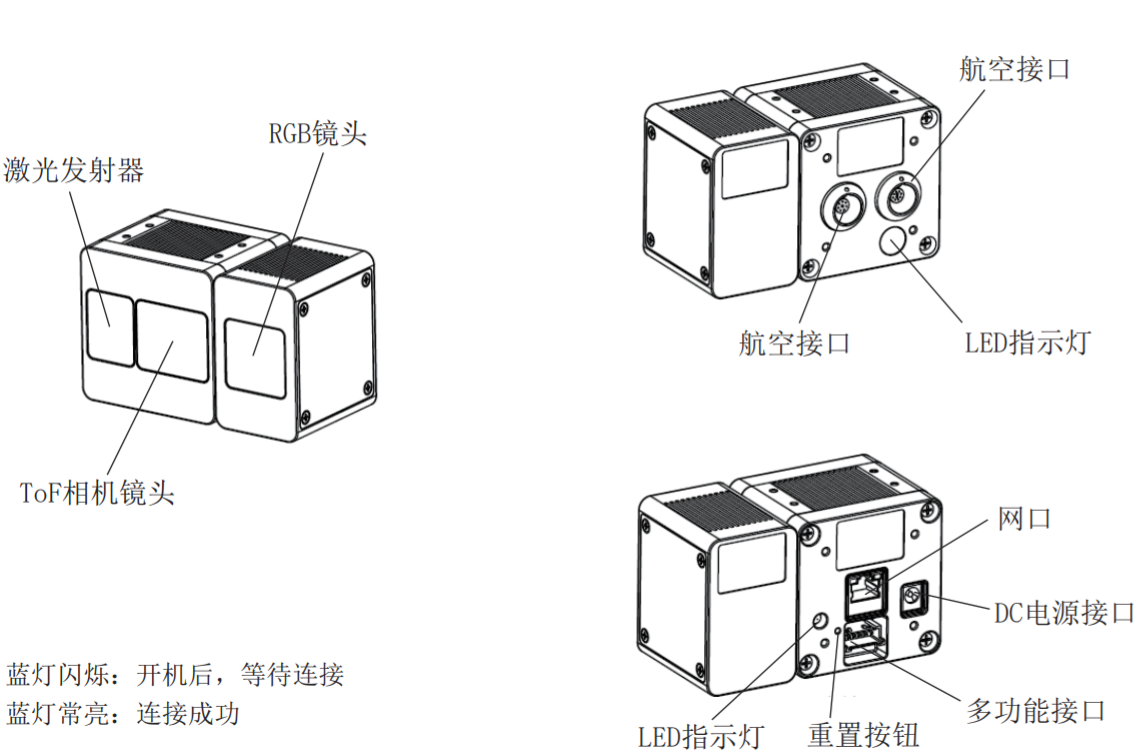 航空接口
RGB镜头
激光发射器
航空接口
LED指示灯
ToF相机镜头
网口
DC电源接口
蓝灯闪烁：开机后，等待连接
蓝灯常亮：连接成功
多功能接口
LED指示灯
重置按钮